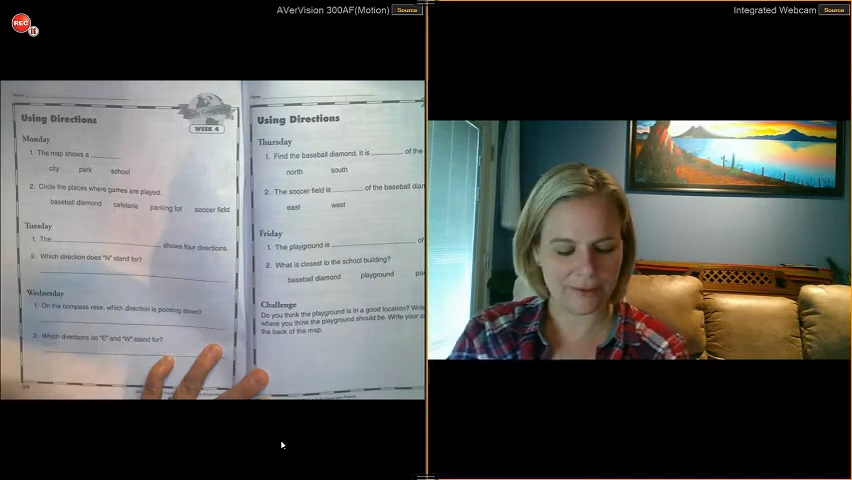 AVerVision 300AF(Motion)
Source
Integrated Webcam
Source
REC
Using Directions
WEEK 4
Monday
1. The map shows a
city park school
2. Circle the places where games are played.
baseball diamond cafeteria parking lot soccer field
Tuesday
1. The shows four directions.
2. Which direction does "N" stand for?
Wednesday
1. On the compass rose, which direction is pointing down?
2. Which directions do "E" and "W" stand for?
Using Directions
Thursday
1. Find the baseball diamond. It is of the
north south
2. The soccer field is of the baseball diam
east west
Friday
1. The playground is of
2. What is closest to the school building?
baseball diamond playground
Challenge
Do you think the playground is in a good location?
where you think the playground should be. Write your
the back of the map.